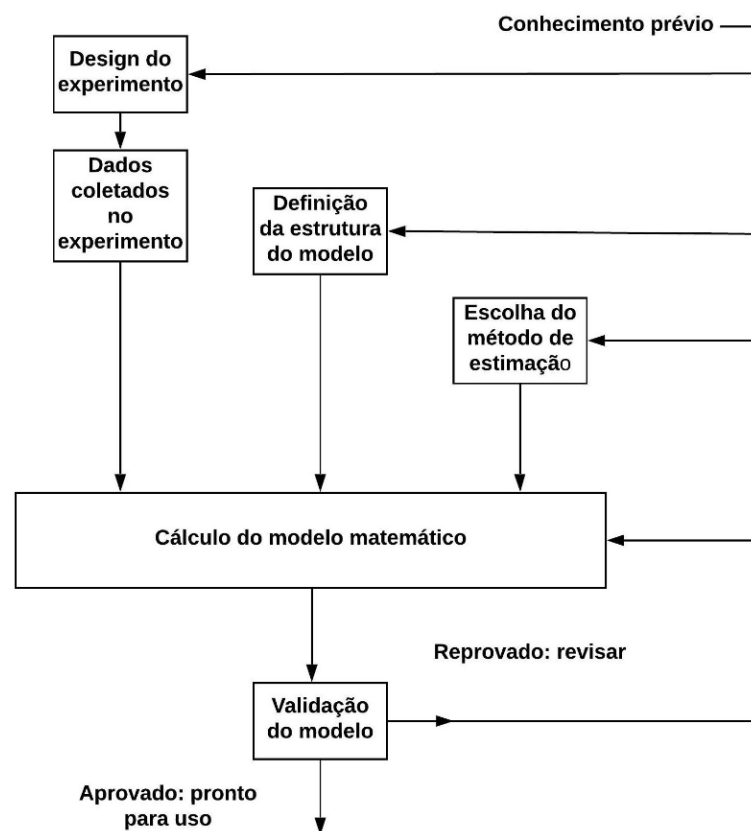 Conhecimento prévio
Design do
experimento
Dados
coletados
no
experimento
Definição
da estrutura
do modelo
Escolha do
método de
estimação
Cálculo do modelo matemático
Reprovado: revisar
Validação
do modelo
Aprovado: pronto
para uso